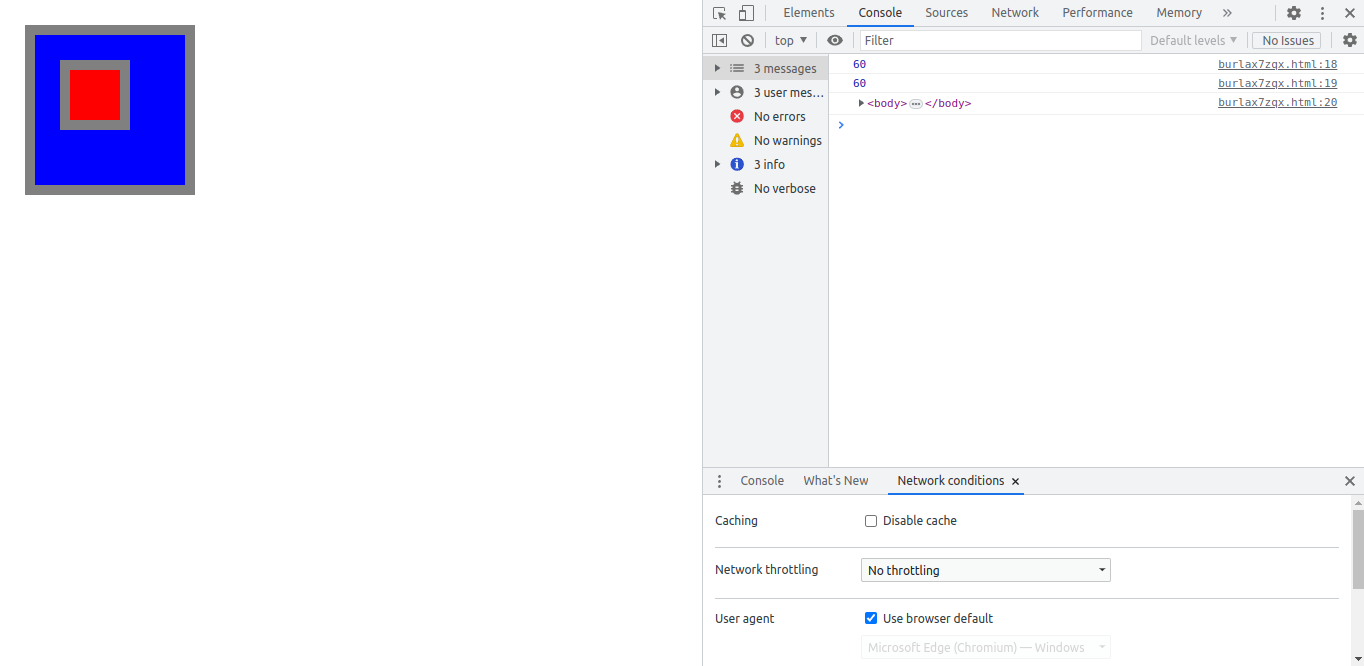 Elements Console Sources Network Performance Memory »
top Filter Default levels No Issues
3 messages
3 user mes…
No errors
No warnings
3 info
No verbose
60 burlax7zqx.html:18
60 burlax7zqx.html:19
<body>…</body> burlax7zqx.html:20
Console What's New Network conditions
Caching Disable cache
Network throttling No throttling
User agent Use browser default
Microsoft Edge (Chromium) — Windows